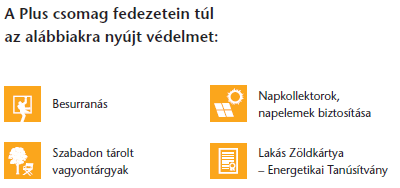 A Plus csomag fedezetein túl
az alábbiakra nyújt védelmet:
Besurranás
Napkollektorok,
napelemek biztosítása
Szabadon tárolt
vagyontárgyak
Lakás Zöldkártya
– Energetikai Tanúsítvány